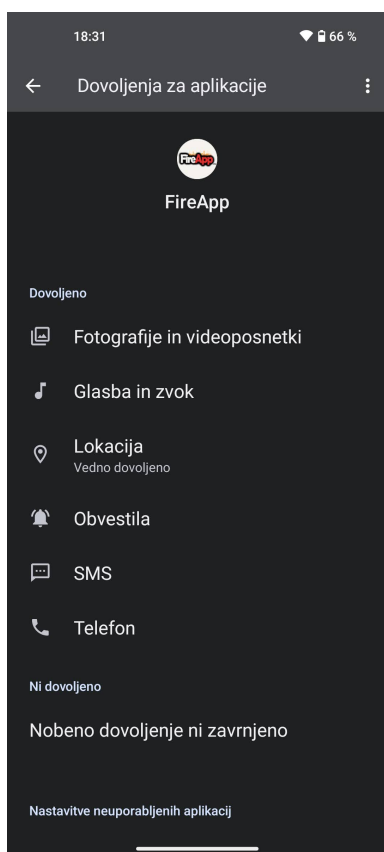 18:31
66 %
Dovoljenja za aplikacije
FireApp
FireApp
Dovoljeno
Fotografije in videoposnetki
Glasba in zvok
Lokacija
Vedno dovoljeno
Obvestila
SMS
Telefon
Ni dovoljeno
Nobeno dovoljenje ni zavrnjeno
Nastavitve neuporabljenih aplikacij